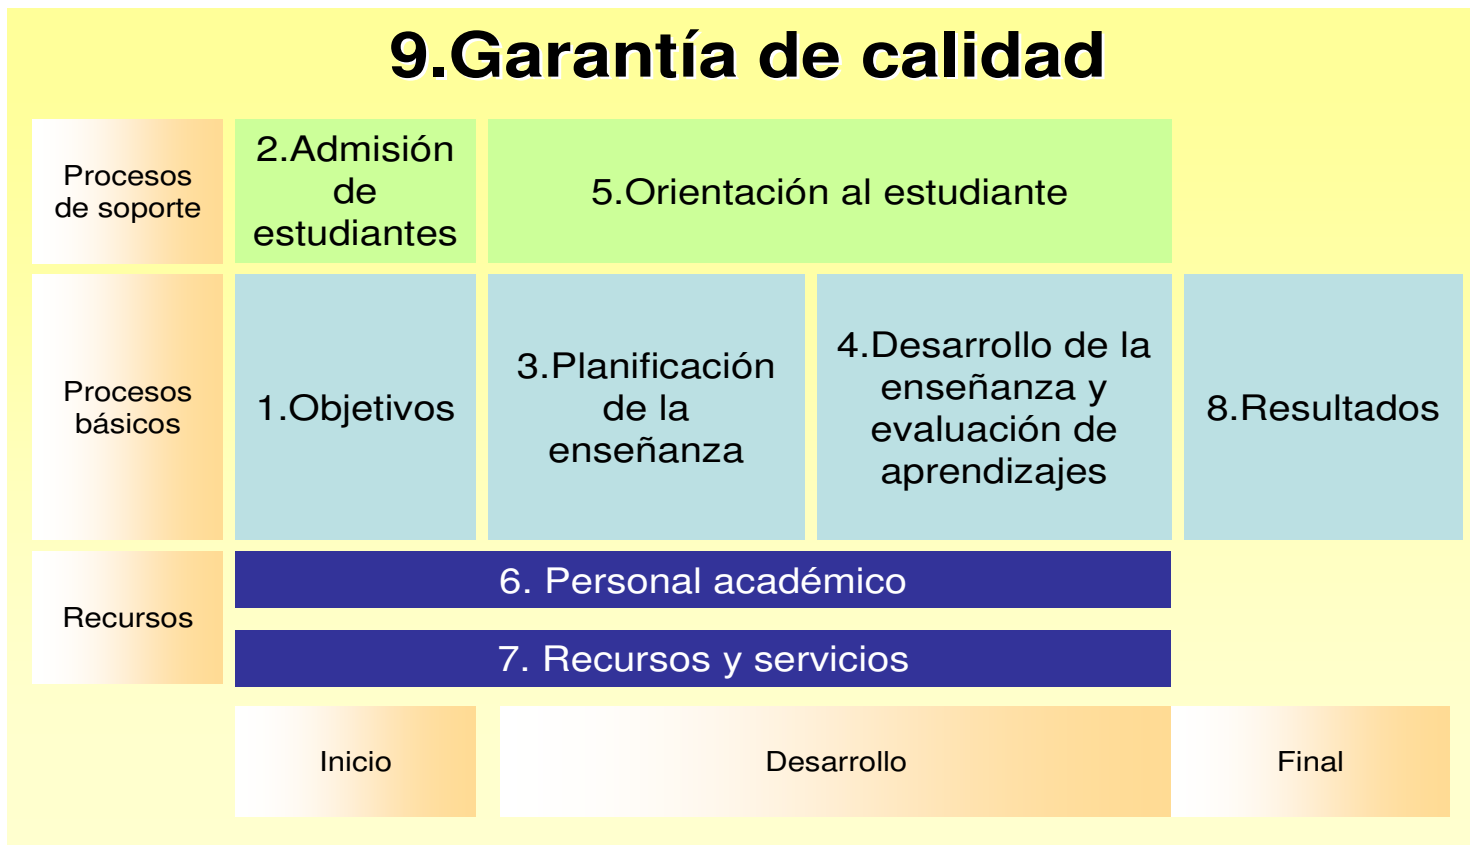 9.Garantía de calidad
Procesos
de soporte
2.Admisión
de
estudiantes
5.Orientación al estudiante
Procesos
básicos
1.Objetivos
3.Planificación
de la
enseñanza
4.Desarrollo de la
enseñanza y
evaluación de
aprendizajes
8.Resultados
Recursos
6. Personal académico
7. Recursos y servicios
Inicio
Desarrollo
Final